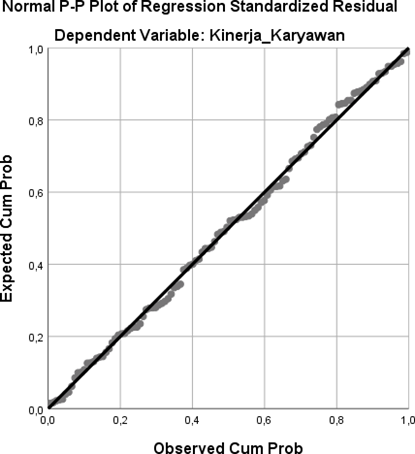 Normal P-P Plot of Regression Standardized Residual
Dependent Variable: Kinerja_Karyawan
Expected Cum Prob
1,0
0,8
0,6
0,4
0,2
0,0
0,0 0,2 0,4 0,6 0,8 1,0
Observed Cum Prob